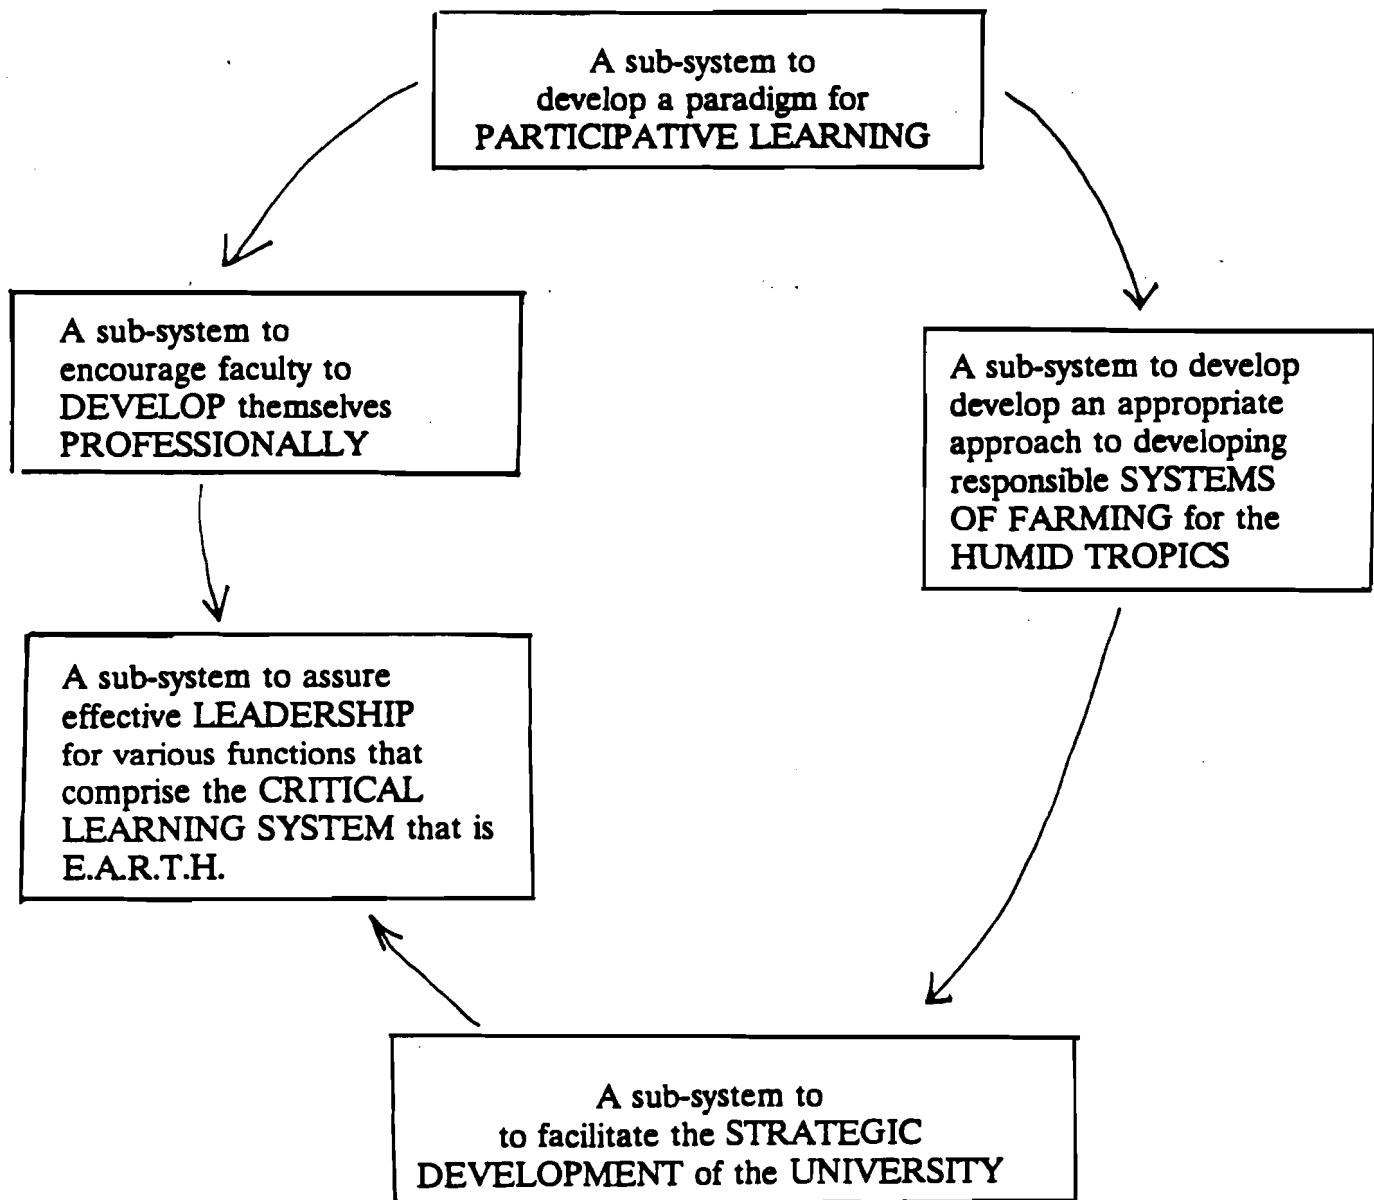 A sub-system to
develop a paradigm for
PARTICIPATIVE LEARNING
A sub-system to
encourage faculty to
DEVELOP themselves
PROFESSIONALLY
A sub-system to develop
develop an appropriate
approach to developing
responsible SYSTEMS
OF FARMING for the
HUMID TROPICS
A sub-system to assure
effective LEADERSHIP
for various functions that
comprise the CRITICAL
LEARNING SYSTEM that is
E.A.R.T.H.
A sub-system to
to facilitate the STRATEGIC
DEVELOPMENT of the UNIVERSITY